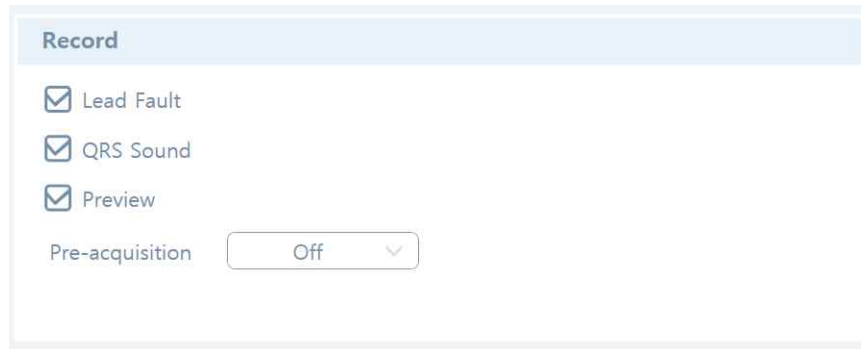 Record
Lead Fault
QRS Sound
Preview
Pre-acquisition Off